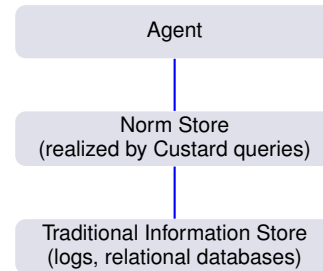 Agent
Norm Store
(realized by Custard queries)
Traditional Information Store
(logs, relational databases)